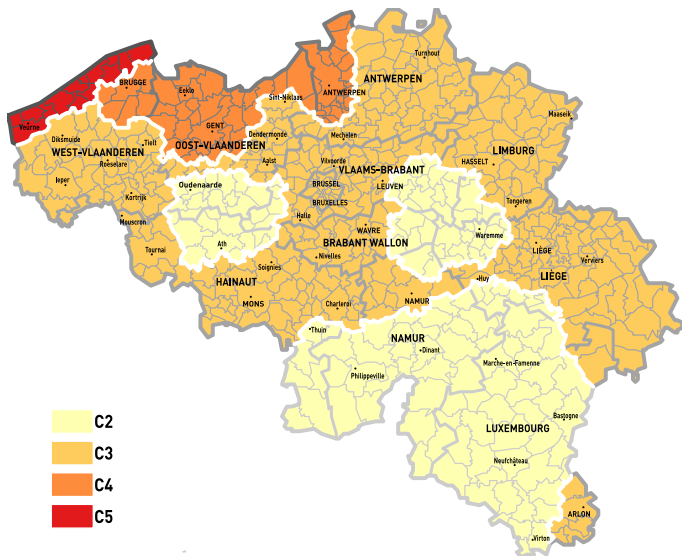 Turnhout
ANTWERPEN
BRUGGE
Eeklo
ANTWERPEN
Sint-Niklaas
Maaseik
Veurne
GENT
Diksmuide
Tielt
OOST-VLAANDEREN
Dendermonde
Mechelen
WEST-VLAANDEREN
Roeselare
Aalst
Vilvoorde
VLAAMS-BRABANT
HASSELT
LIMBURG
Ieper
Oudenaarde
BRUSSEL
LEUVEN
Kortrijk
BRUXELLES
Tongeren
Mouscron
Halle
WAVRE
Waremme
Tournai
Ath
BRABANT WALLON
LIÈGE
Nivelles
Verviers
Soignies
HAINAUT
Huy
LIÈGE
MONS
Charleroi
NAMUR
Thuin
NAMUR
Dinant
Marche-en-Famenne
Philippeville
Bastogne
LUXEMBOURG
Neufchâteau
ARLON
Virton
C2
C3
C4
C5